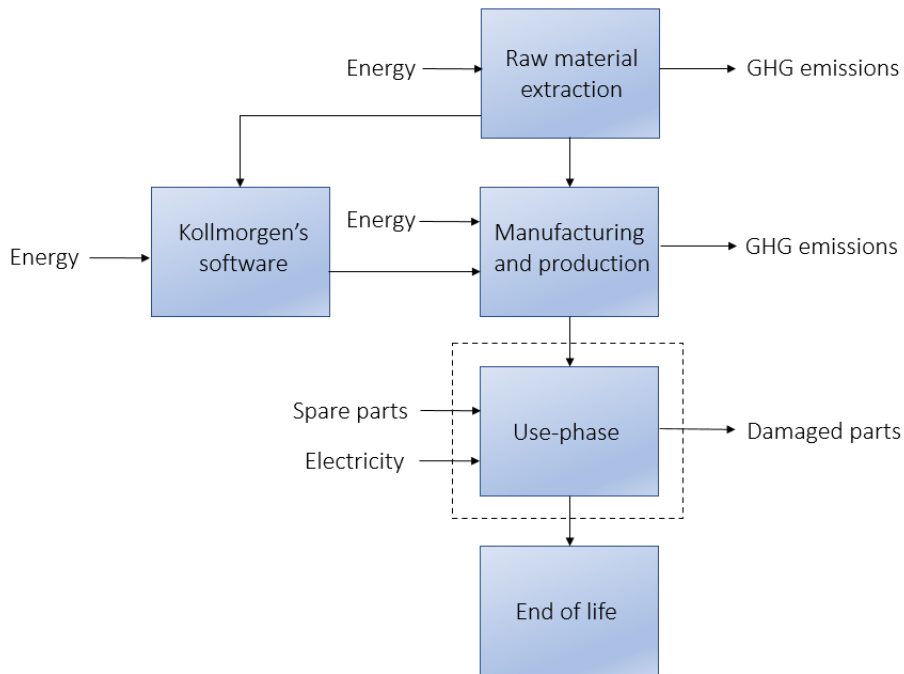 Raw material
extraction
Energy
GHG emissions
Kollmorgen's
software
Energy
Energy
Manufacturing
and production
GHG emissions
Spare parts
Electricity
Use-phase
Damaged parts
End of life